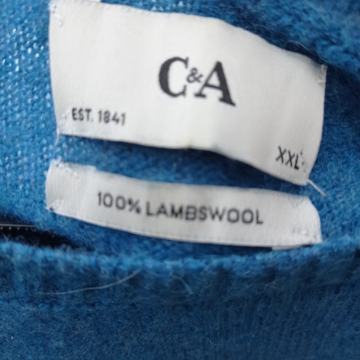 C&A
EST. 1841
XXL
100% LAMBSWOOL